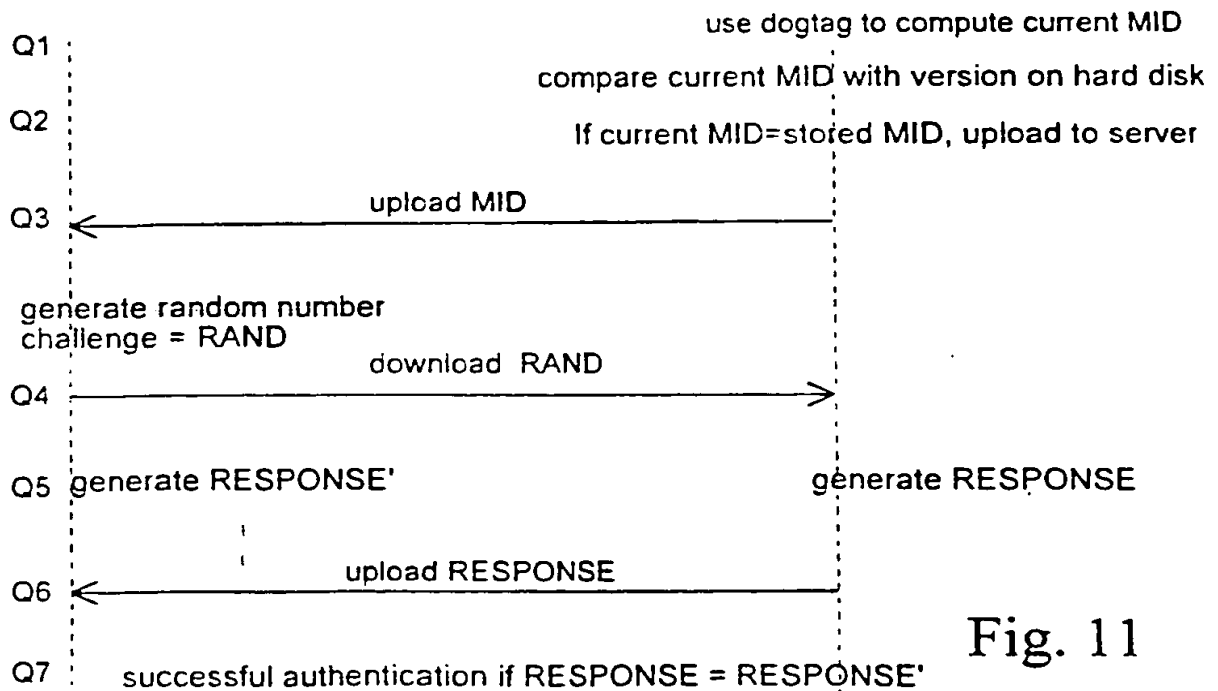 use dogtag to compute current MID
Q1
compare current MID with version on hard disk
Q2
If current MID=stored MID, upload to server
upload MID
Q3
generate random number
challenge = RAND
download RAND
Q4
Q5 generate RESPONSE' generate RESPONSE
upload RESPONSE
Q6
Fig. 11
Q7 successful authentication if RESPONSE = RESPONSE'